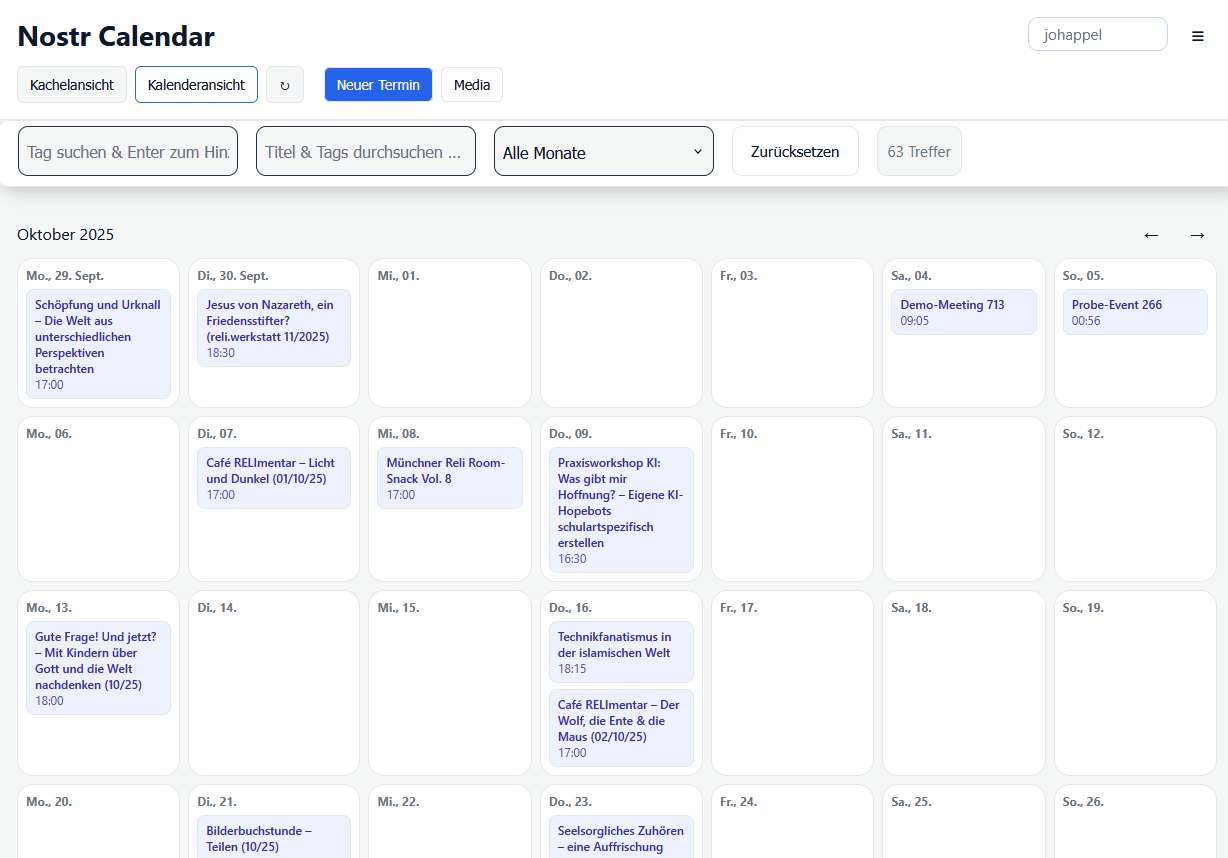 Nostr Calendar
johappel
≡
Kachelansicht
Kalenderansicht
↻
Neuer Termin
Media
Tag suchen & Enter zum Hin
Titel & Tags durchsuchen ...
Alle Monate
Zurücksetzen
63 Treffer
Oktober 2025
← →
Mo., 29. Sept.
Schöpfung und Urknall
– Die Welt aus
unterschiedlichen
Perspektiven
betrachten
17:00
Di., 30. Sept.
Jesus von Nazareth, ein
Friedensstifter?
(reli.werkstatt 11/2025)
18:30
Mi., 01.
Do., 02.
Fr., 03.
Sa., 04.
Demo-Meeting 713
09:05
So., 05.
Probe-Event 266
00:56
Mo., 06.
Di., 07.
Café RELImentar – Licht
und Dunkel (01/10/25)
17:00
Mi., 08.
Münchner Reli Room-
Snack Vol. 8
17:00
Do., 09.
Praxisworkshop KI:
Was gibt mir
Hoffnung? – Eigene KI-
Hopebots
schulartspezifisch
erstellen
16:30
Fr., 10.
Sa., 11.
So., 12.
Mo., 13.
Gute Frage! Und jetzt?
– Mit Kindern über
Gott und die Welt
nachdenken (10/25)
18:00
Di., 14.
Mi., 15.
Do., 16.
Technikfanatismus in
der islamischen Welt
18:15
Café RELImentar – Der
Wolf, die Ente & die
Maus (02/10/25)
17:00
Fr., 17.
Sa., 18.
So., 19.
Mo., 20.
Di., 21.
Bilderbuchstunde –
Teilen (10/25)
Mi., 22.
Do., 23.
Seelsorgliches Zuhören
– eine Auffrischung
Fr., 24.
Sa., 25.
So., 26.